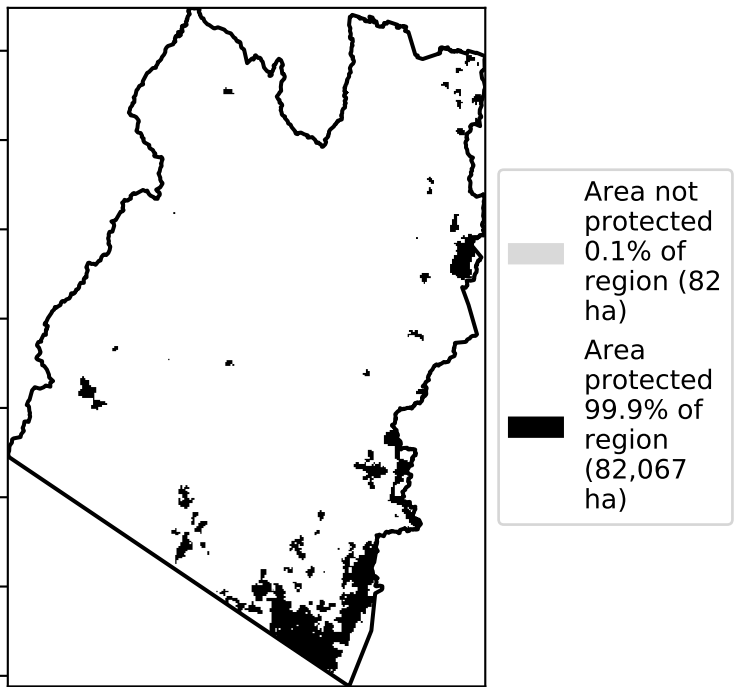 Area not
protected
0.1% of
region (82
ha)
Area
protected
99.9% of
region
(82,067
ha)